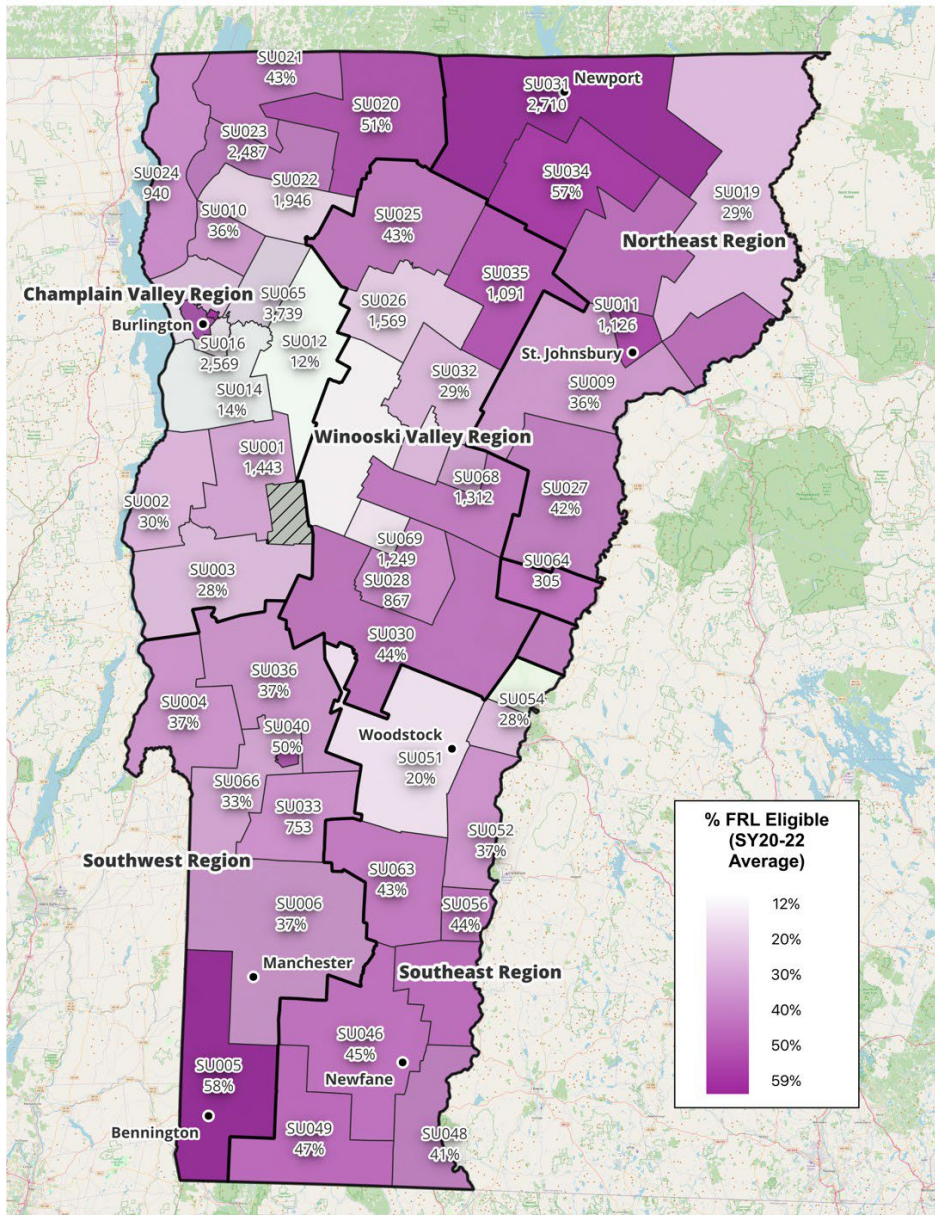 SU021
43%
SU031
2,710
Newport
SU020
51%
SU023
2,487
SU024
940
SU022
1,946
SU034
57%
SU019
29%
SU010
36%
SU025
43%
Northeast Region
SU035
1,091
Champlain Valley Region
SU065
3,739
SU026
1,569
SU011
1,126
Burlington
SU016
2,569
SU012
12%
St. Johnsbury
SU032
29%
SU009
36%
SU014
14%
Winooski Valley Region
SU001
1,443
SU068
1,312
SU027
42%
SU002
30%
SU069
1,249
SU003
28%
SU028
867
SU064
305
SU030
44%
SU036
37%
SU004
37%
SU054
28%
SU040
50%
Woodstock
SU051
20%
SU066
33%
SU033
753
SU052
37%
% FRL Eligible
(SY20-22
Average)
12%
20%
30%
40%
50%
59%
Southwest Region
SU063
43%
SU006
37%
SU056
44%
Manchester
Southeast Region
SU046
45%
Newfane
SU005
58%
Bennington
SU049
47%
SU048
41%